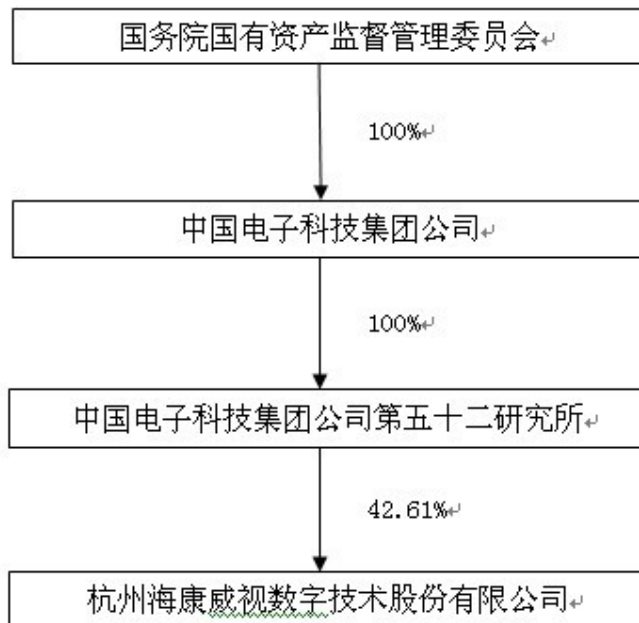 国务院国有资产监督管理委员会
100%
中国电子科技集团公司
100%
中国电子科技集团公司第五十二研究所
42.61%
杭州海康威视数字技术股份有限公司